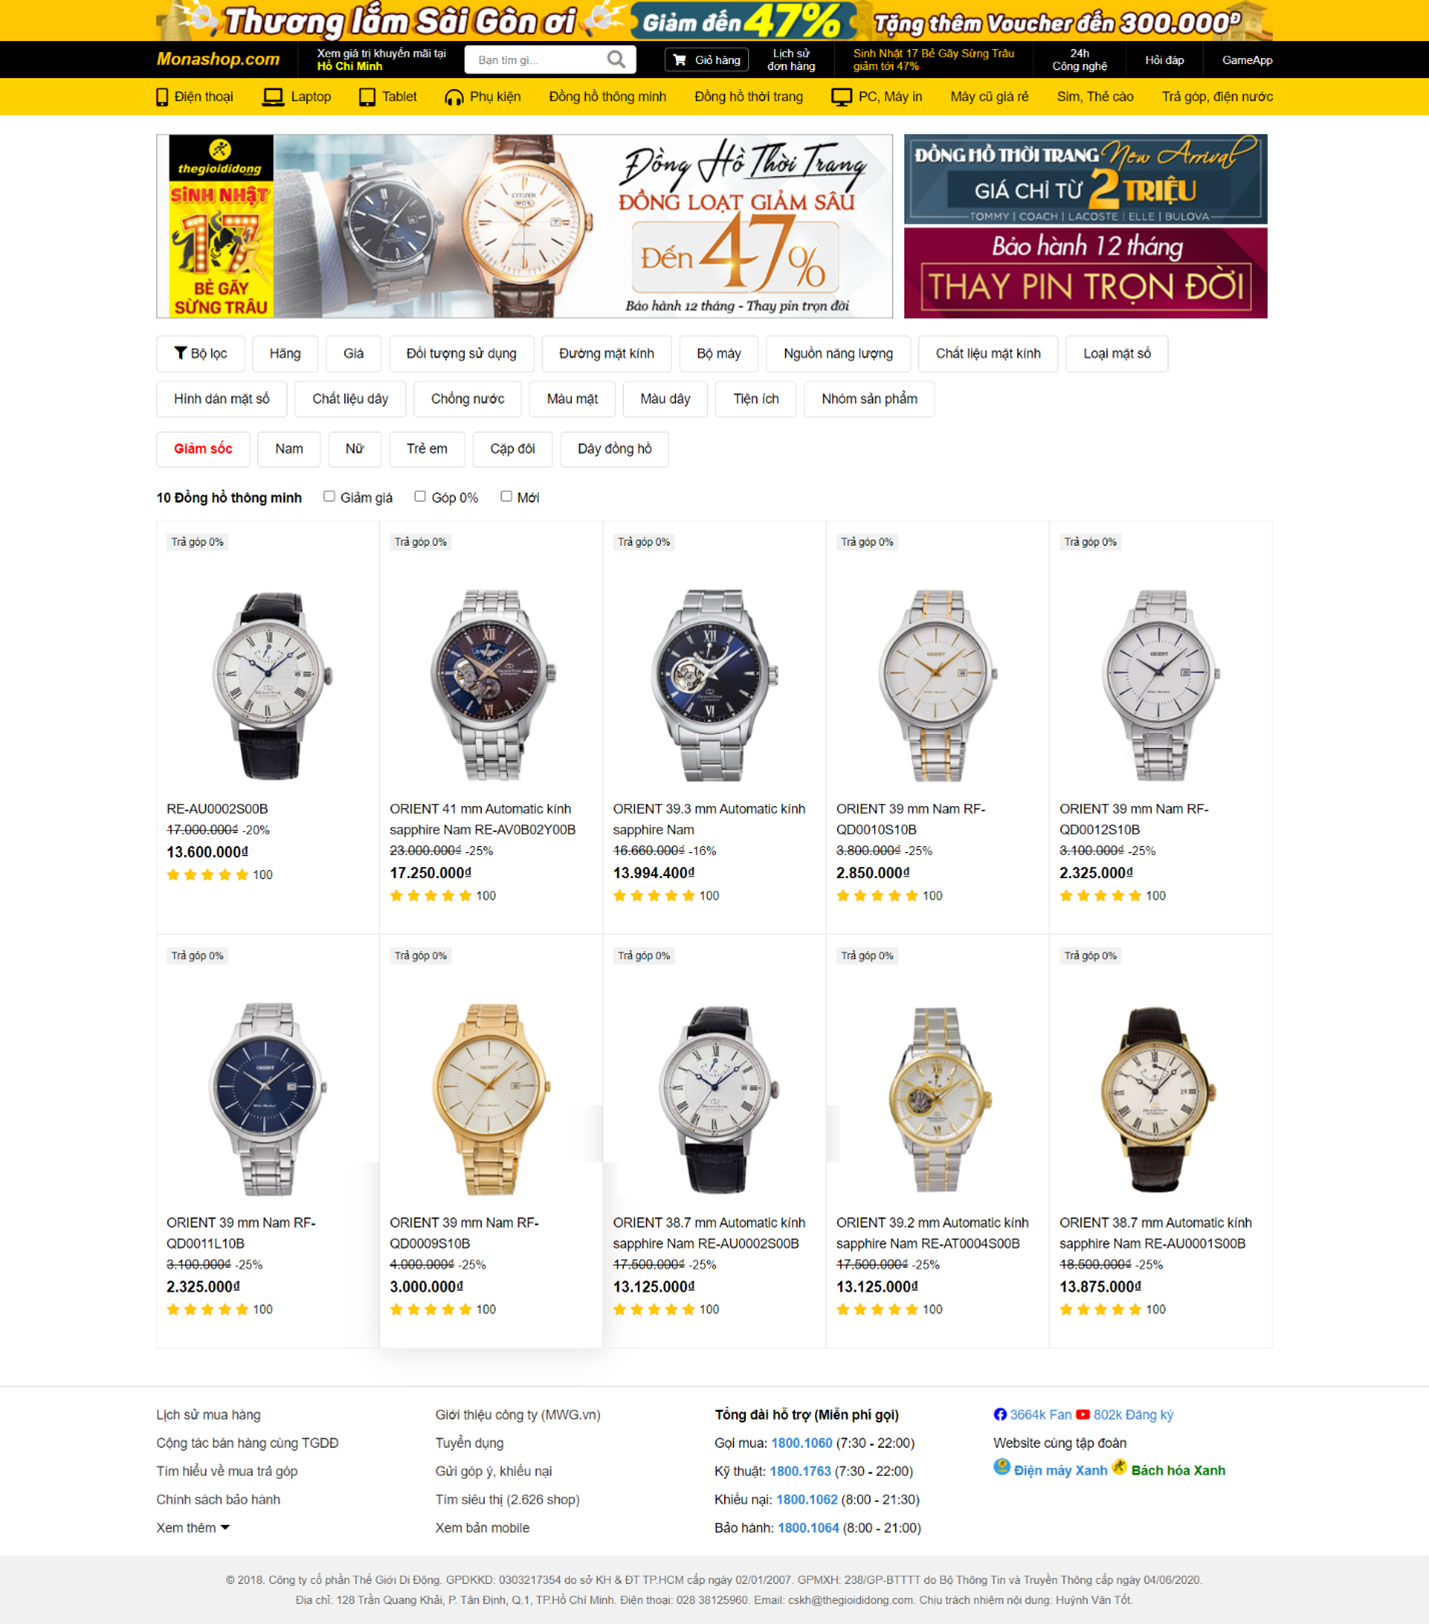 Thương lắm Sài Gòn ơi Giảm đến 47% Tặng thêm Voucher đến 300.000Đ
Monashop.com
Xem giá trị khuyến mãi tại
Hồ Chí Minh
Bạn tìm gì...
Giỏ hàng
Lịch sử
đơn hàng
Sinh Nhật 17 Bẻ Gãy Sừng Trâu
giảm tới 47%
24h
Công nghệ
Hỏi đáp
GameApp
Điện thoại Laptop Tablet Phụ kiện Đồng hồ thông minh Đồng hồ thời trang PC, Máy in Máy cũ giá rẻ Sim, Thẻ cào Trả góp, điện nước
thegioididong
SINH NHẬT
17
BẺ GÃY
SỪNG TRÂU
CITIZEN
AUTOMATIC
Đồng Hồ Thời Trang
ĐỒNG LOẠT GIẢM SÂU
Đến 47%
Bảo hành 12 tháng - Thay pin trọn đời
ĐỒNG HỒ THỜI TRANG New Arrival
GIÁ CHỈ TỪ 2 TRIỆU
TOMMY | COACH | LACOSTE | ELLE | BULOVA
Bảo hành 12 tháng
THAY PIN TRỌN ĐỜI
Bộ lọc Hãng Giá Đối tượng sử dụng Đường mặt kính Bộ máy Nguồn năng lượng Chất liệu mặt kính Loại mặt số
Hình dán mặt số Chất liệu dây Chống nước Màu mặt Màu dây Tiện ích Nhóm sản phẩm
Giảm sốc Nam Nữ Trẻ em Cặp đôi Dây đồng hồ
10 Đồng hồ thông minh Giảm giá Góp 0% Mới
Trả góp 0%
RE-AU0002S00B
17.000.000₫ -20%
13.600.000₫
100
Trả góp 0%
ORIENT 41 mm Automatic kính
sapphire Nam RE-AV0B02Y00B
23.000.000₫ -25%
17.250.000₫
100
Trả góp 0%
ORIENT 39.3 mm Automatic kính
sapphire Nam
16.660.000₫ -16%
13.994.400₫
100
Trả góp 0%
ORIENT
ORIENT 39 mm Nam RF-
QD0010S10B
3.800.000₫ -25%
2.850.000₫
100
Trả góp 0%
ORIENT
ORIENT 39 mm Nam RF-
QD0012S10B
3.100.000₫ -25%
2.325.000₫
100
Trả góp 0%
ORIENT
ORIENT 39 mm Nam RF-
QD0011L10B
3.100.000₫ -25%
2.325.000₫
100
Trả góp 0%
ORIENT
ORIENT 39 mm Nam RF-
QD0009S10B
4.000.000₫ -25%
3.000.000₫
100
Trả góp 0%
ORIENT 38.7 mm Automatic kính
sapphire Nam RE-AU0002S00B
17.500.000₫ -25%
13.125.000₫
100
Trả góp 0%
ORIENT 39.2 mm Automatic kính
sapphire Nam RE-AT0004S00B
17.500.000₫ -25%
13.125.000₫
100
Trả góp 0%
ORIENT 38.7 mm Automatic kính
sapphire Nam RE-AU0001S00B
18.500.000₫ -25%
13.875.000₫
100
Lịch sử mua hàng
Cộng tác bán hàng cùng TGDĐ
Tìm hiểu về mua trả góp
Chính sách bảo hành
Xem thêm
Giới thiệu công ty (MWG.vn)
Tuyển dụng
Gửi góp ý, khiếu nại
Tìm siêu thị (2.626 shop)
Xem bản mobile
Tổng đài hỗ trợ (Miễn phí gọi)
Gọi mua: 1800.1060 (7:30 - 22:00)
Kỹ thuật: 1800.1763 (7:30 - 22:00)
Khiếu nại: 1800.1062 (8:00 - 21:30)
Bảo hành: 1800.1064 (8:00 - 21:00)
3664k Fan 802k Đăng ký
Website cùng tập đoàn
Điện máy Xanh Bách hóa Xanh
© 2018. Công ty cổ phần Thế Giới Di Động. GPDKKD: 0303217354 do sở KH & ĐT TP.HCM cấp ngày 02/01/2007. GPMXH: 238/GP-BTTTT do Bộ Thông Tin và Truyền Thông cấp ngày 04/06/2020.
Địa chỉ: 128 Trần Quang Khải, P. Tân Định, Q.1, TP.Hồ Chí Minh. Điện thoại: 028 38125960. Email: cskh@thegioididong.com. Chịu trách nhiệm nội dung: Huỳnh Văn Tốt.